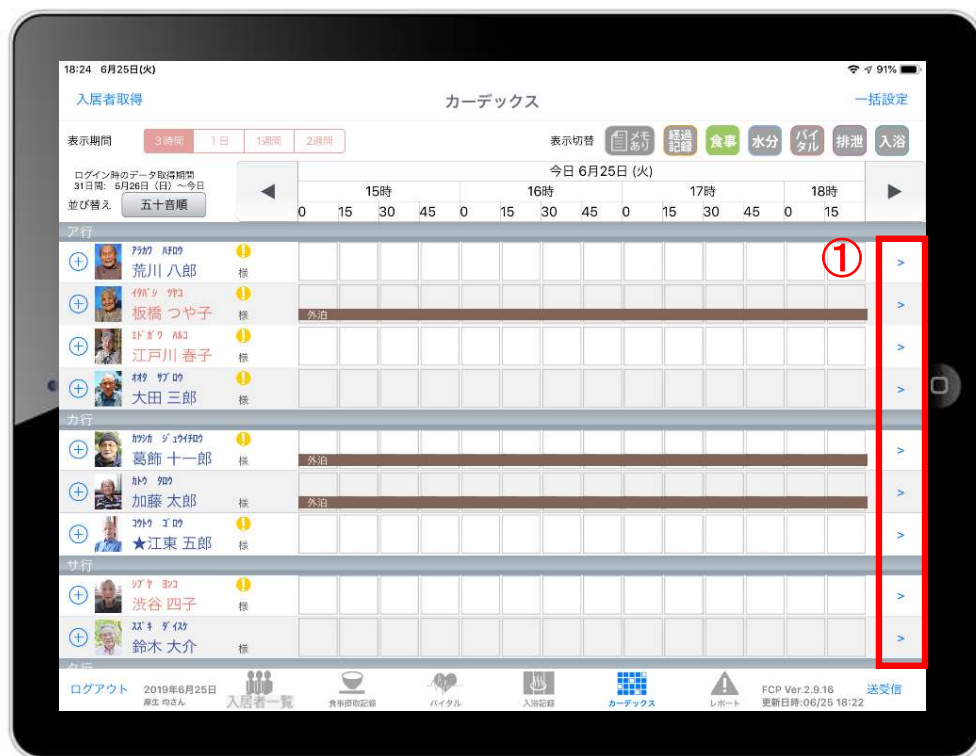 18:24 6月25日(火) 91%
入居者取得 カーデックス 一括設定
表示期間 3時間 1日 1週間 2週間 表示切替 メモあり 経過記録 食事 水分 バイタル 排泄 入浴
ログイン時のデータ取得期間
31日間: 5月26日（日）～今日
並び替え 五十音順
◀ 今日 6月25日 (火) ▶
15時 16時 17時 18時
0 15 30 45 0 15 30 45 0 15 30 45 0 15
ア行
①
ｱﾗｶﾜ ﾊﾁﾛｳ
荒川 八郎 様 >
ｲﾀﾊﾞｼ ﾂﾔｺ
板橋 つや子 様 外泊 >
ｴﾄﾞｶﾞﾜ ﾊﾙｺ
江戸川 春子 様 >
ｵｵﾀ ｻﾌﾞﾛｳ
大田 三郎 様 >
カ行
ｶﾂｼｶ ｼﾞｭｳｲﾁﾛｳ
葛飾 十一郎 様 外泊 >
ｶﾄｳ ﾀﾛｳ
加藤 太郎 様 外泊 >
ｺｳﾄｳ ｺﾞﾛｳ
★江東 五郎 様 >
サ行
ｼﾌﾞﾔ ﾖﾝｺ
渋谷 四子 様 >
ｽｽﾞｷ ﾀﾞｲｽｹ
鈴木 大介 様 >
タ行
ログアウト 2019年6月25日
麻生 均さん
入居者一覧 食事摂取記録 バイタル 入浴記録 カーデックス レポート
FCP Ver.2.9.16
更新日時:06/25 18:22
送受信